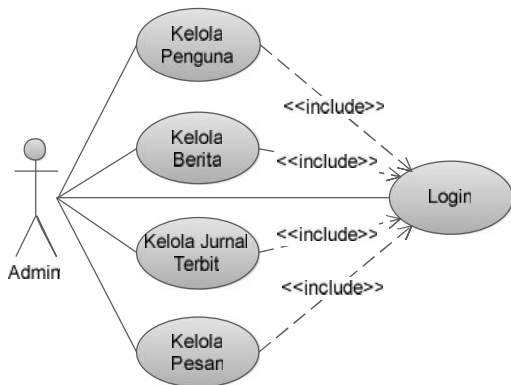 Kelola
Penguna
<<include>>
Kelola
Berita
<<include>>
Login
Admin
Kelola Jurnal
Terbit
<<include>>
<<include>>
Kelola
Pesan